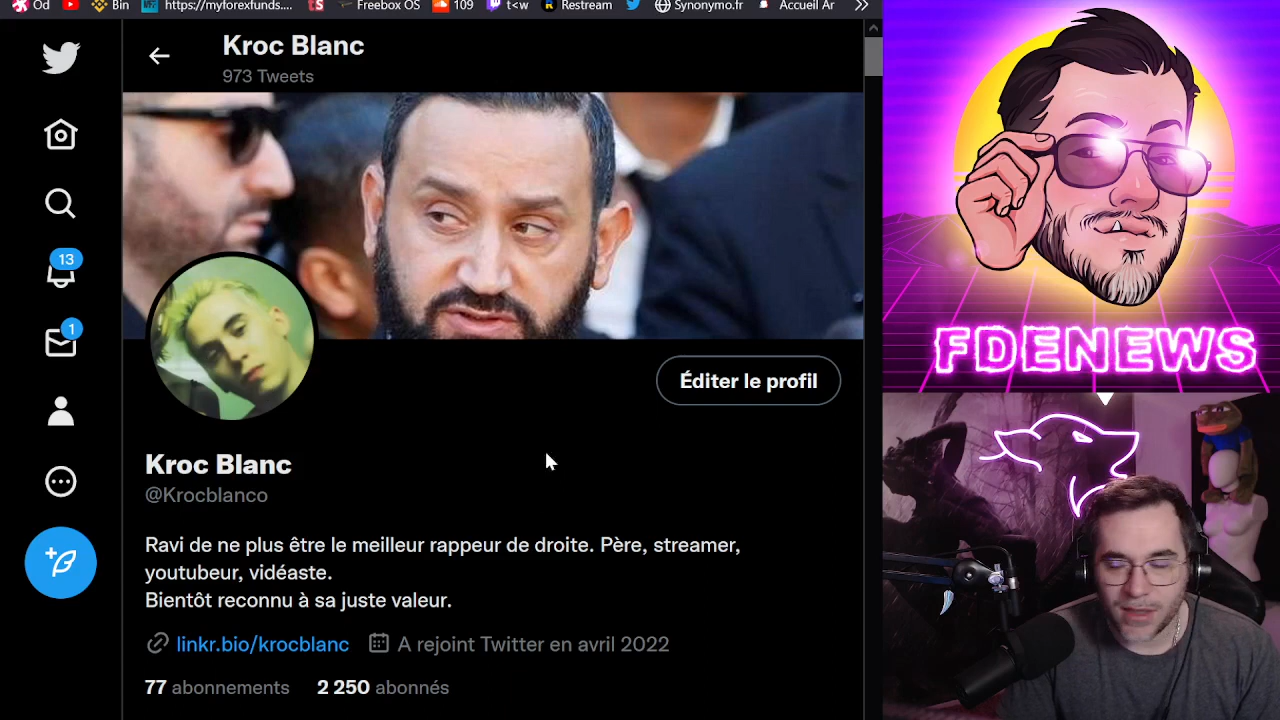 Od
Bin
https://myforexfunds....
Freebox OS
109
t<w
Restream
Synonymo.fr
Accueil Ar
Kroc Blanc
973 Tweets
13
1
Éditer le profil
Kroc Blanc
@Krocblanco
Ravi de ne plus être le meilleur rappeur de droite. Père, streamer,
youtubeur, vidéaste.
Bientôt reconnu à sa juste valeur.
linkr.bio/krocblanc A rejoint Twitter en avril 2022
77 abonnements 2 250 abonnés
FDENEWS